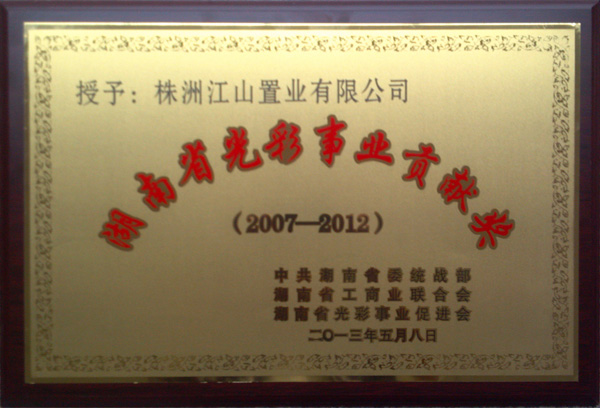 授予：株洲江山置业有限公司
湖南省光彩事业贡献奖
（2007—2012）
中共湖南省委统战部
湖南省工商业联合会
湖南省光彩事业促进会
二〇一三年五月八日